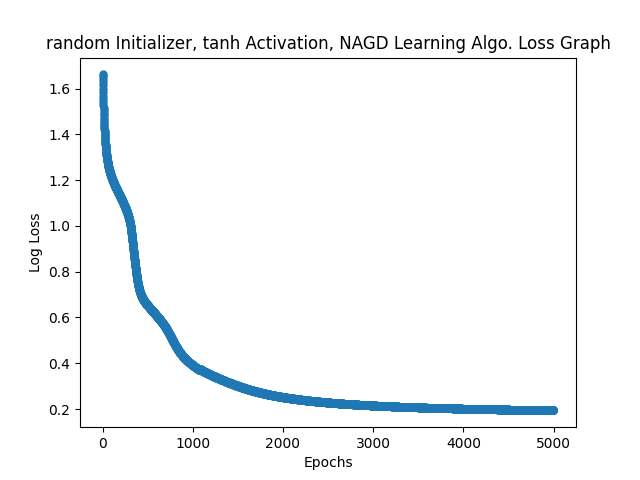 random Initializer, tanh Activation, NAGD Learning Algo. Loss Graph
1.6
1.4
1.2
1.0
0.8
0.6
0.4
0.2
Log Loss
0 1000 2000 3000 4000 5000
Epochs